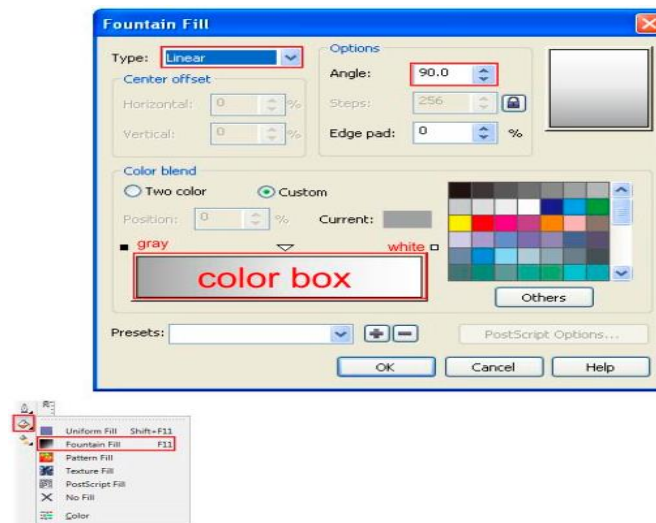 Fountain Fill
Type: Linear
Options
Angle: 90.0
Center offset
Horizontal: 0 %
Steps: 256
Vertical: 0 %
Edge pad: 0 %
Color blend
Two color Custom
Position: 0 % Current:
gray white
color box
Others
Presets:
PostScript Options...
OK Cancel Help
Uniform Fill Shift+F11
Fountain Fill F11
Pattern Fill
Texture Fill
PostScript Fill
No Fill
Color